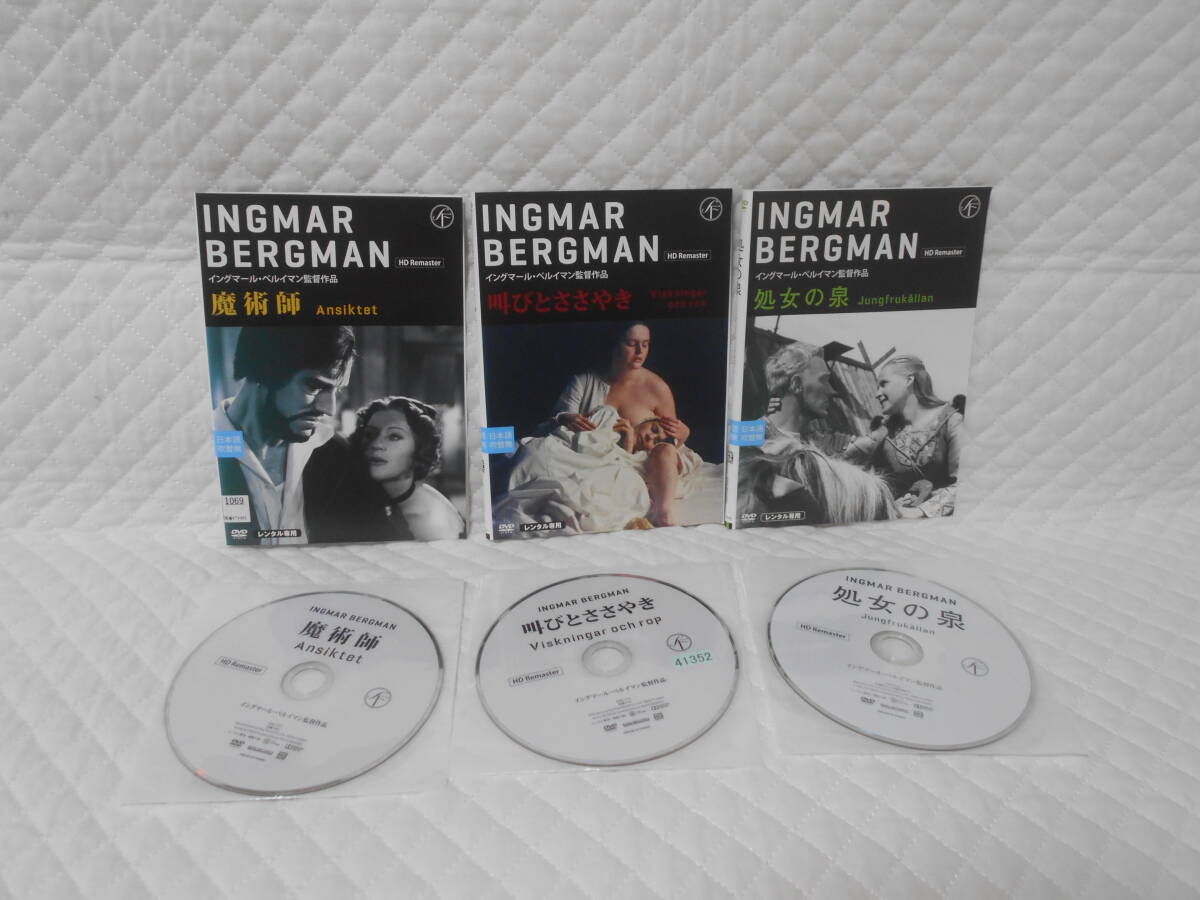 INGMAR
BERGMAN
HD Remaster
イングマール・ベルイマン監督作品
魔術師 Ansiktet
日本語
吹替無
1069
DVD
レンタル専用
INGMAR
BERGMAN
HD Remaster
イングマール・ベルイマン監督作品
叫びとささやき
Viskningar
och rop
日本語
吹替無
DVD
レンタル専用
処女の泉
INGMAR
BERGMAN
HD Remaster
イングマール・ベルイマン監督作品
処女の泉 Jungfrukällan
日本語
吹替無
DVD
レンタル専用
INGMAR BERGMAN
魔術師
Ansiktet
HD Remaster
イングマール・ベルイマン監督作品
DVD
INGMAR BERGMAN
叫びとささやき
Viskningar och rop
41352
HD Remaster
イングマール・ベルイマン監督作品
DVD
INGMAR BERGMAN
処女の泉
Jungfrukällan
HD Remaster
イングマール・ベルイマン監督作品
DVD